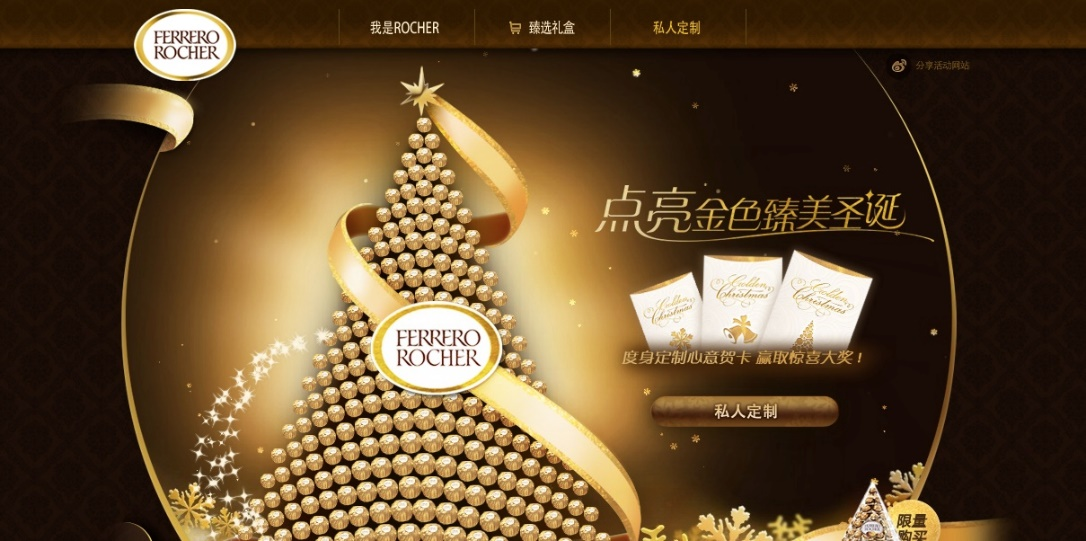 FERRERO
ROCHER
我是ROCHER
臻选礼盒
私人定制
分享活动网站
点亮金色臻美圣诞
Golden
Christmas
Golden
Christmas
Golden
Christmas
FERRERO
ROCHER
度身定制心意贺卡 赢取惊喜大奖！
私人定制
限量
购买